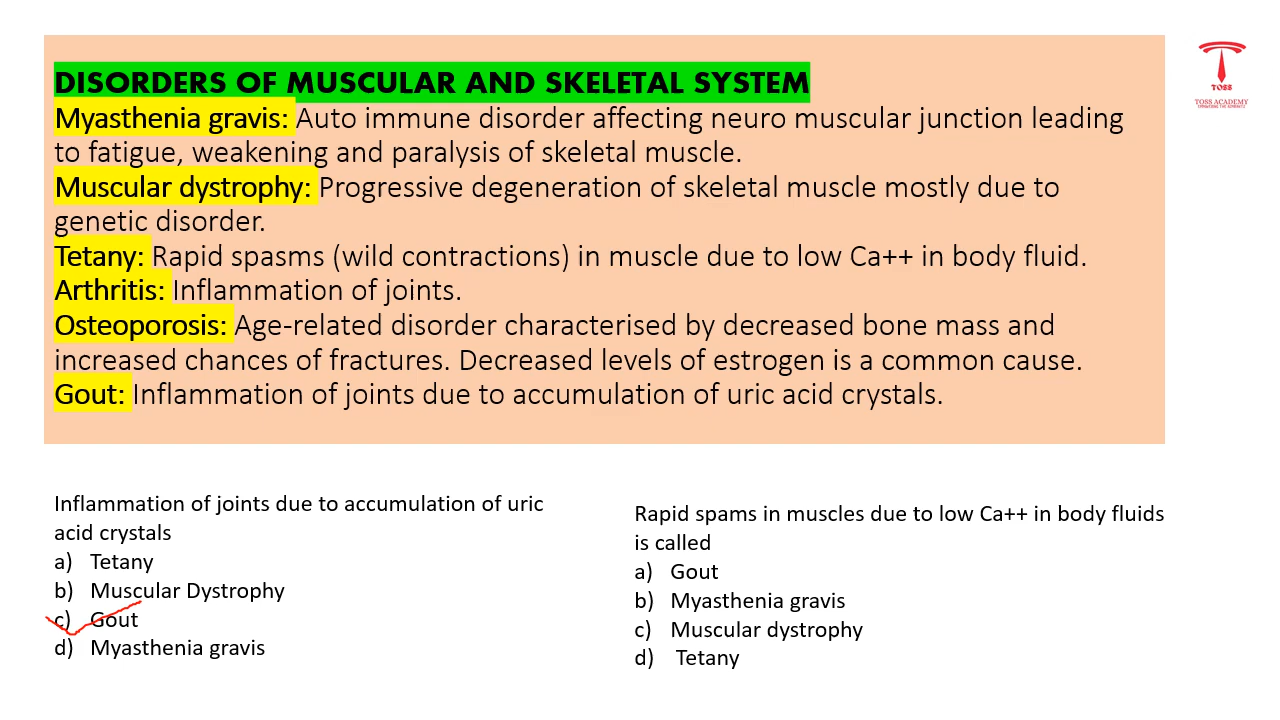 DISORDERS OF MUSCULAR AND SKELETAL SYSTEM
Myasthenia gravis: Auto immune disorder affecting neuro muscular junction leading
to fatigue, weakening and paralysis of skeletal muscle.
Muscular dystrophy: Progressive degeneration of skeletal muscle mostly due to
genetic disorder.
Tetany: Rapid spasms (wild contractions) in muscle due to low Ca++ in body fluid.
Arthritis: Inflammation of joints.
Osteoporosis: Age-related disorder characterised by decreased bone mass and
increased chances of fractures. Decreased levels of estrogen is a common cause.
Gout: Inflammation of joints due to accumulation of uric acid crystals.
TOSS
TOSS ACADEMY
Inflammation of joints due to accumulation of uric
acid crystals
a) Tetany
b) Muscular Dystrophy
c) Gout
d) Myasthenia gravis
Rapid spams in muscles due to low Ca++ in body fluids
is called
a) Gout
b) Myasthenia gravis
c) Muscular dystrophy
d) Tetany